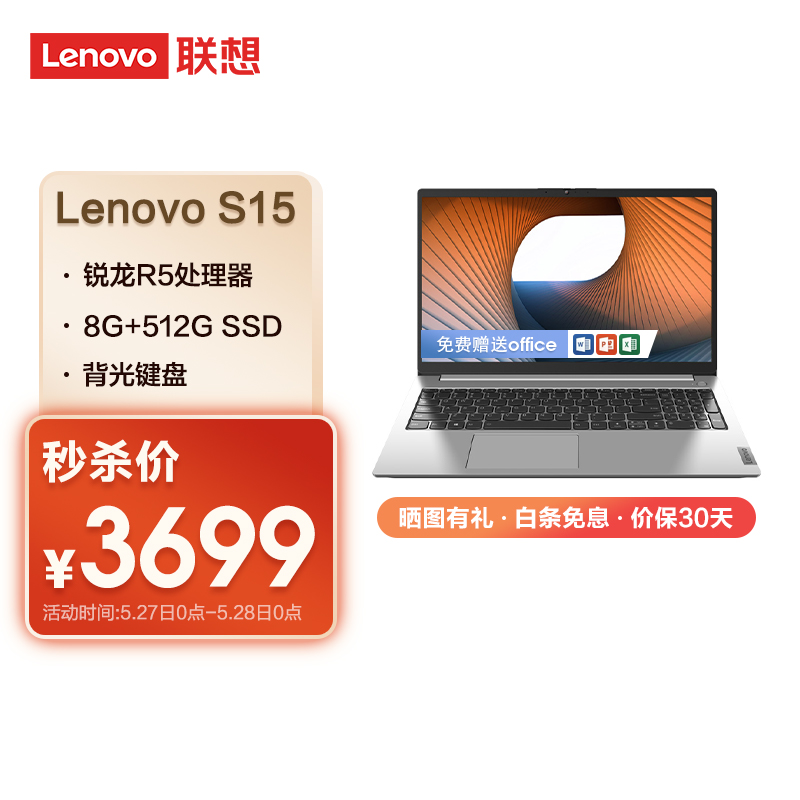 Lenovo 联想
Lenovo S15
· 锐龙R5处理器
· 8G+512G SSD
· 背光键盘
免费赠送office
W P X
Lenovo
秒杀价
¥3699
活动时间:5.27日0点-5.28日0点
晒图有礼·白条免息·价保30天